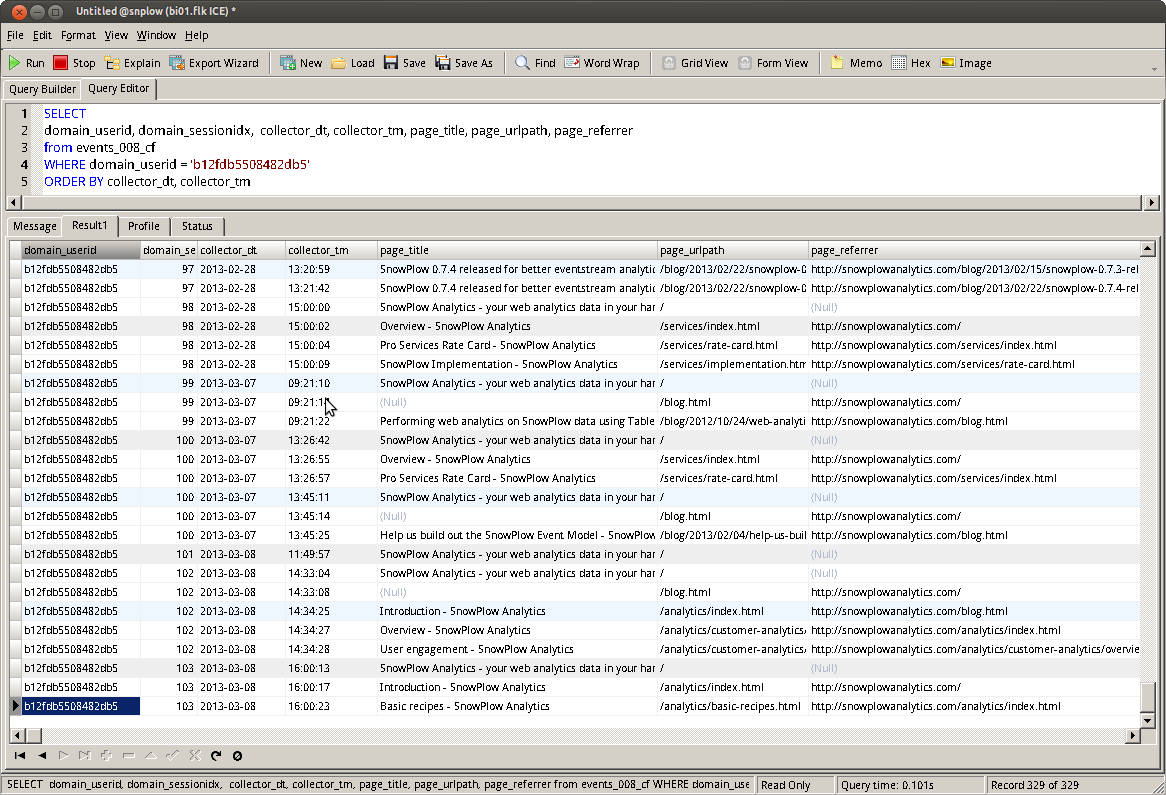 Untitled @snplow (bi01.flk ICE) *
File Edit Format View Window Help
Run Stop Explain Export Wizard New Load Save Save As Find Word Wrap Grid View Form View Memo Hex Image
Query Builder Query Editor
1 SELECT
2 domain_userid, domain_sessionidx, collector_dt, collector_tm, page_title, page_urlpath, page_referrer
3 from events_008_cf
4 WHERE domain_userid = 'b12fdb5508482db5'
5 ORDER BY collector_dt, collector_tm
Message Result1 Profile Status
domain_userid domain_se collector_dt collector_tm page_title page_urlpath page_referrer
b12fdb5508482db5 97 2013-02-28 13:20:59 SnowPlow 0.7.4 released for better eventstream analytic /blog/2013/02/22/snowplow-0 http://snowplowanalytics.com/blog/2013/02/15/snowplow-0.7.3-rel
b12fdb5508482db5 97 2013-02-28 13:21:42 SnowPlow 0.7.4 released for better eventstream analytic /blog/2013/02/22/snowplow-0 http://snowplowanalytics.com/blog/2013/02/22/snowplow-0.7.4-rel
b12fdb5508482db5 98 2013-02-28 15:00:00 SnowPlow Analytics - your web analytics data in your har / (Null)
b12fdb5508482db5 98 2013-02-28 15:00:02 Overview - SnowPlow Analytics /services/index.html http://snowplowanalytics.com/
b12fdb5508482db5 98 2013-02-28 15:00:04 Pro Services Rate Card - SnowPlow Analytics /services/rate-card.html http://snowplowanalytics.com/services/index.html
b12fdb5508482db5 98 2013-02-28 15:00:09 SnowPlow Implementation - SnowPlow Analytics /services/implementation.htm http://snowplowanalytics.com/services/rate-card.html
b12fdb5508482db5 99 2013-03-07 09:21:10 SnowPlow Analytics - your web analytics data in your har / (Null)
b12fdb5508482db5 99 2013-03-07 (Null) /blog.html http://snowplowanalytics.com/
b12fdb5508482db5 99 2013-03-07 09:21:22 Performing web analytics on SnowPlow data using Table /blog/2012/10/24/web-analyti http://snowplowanalytics.com/blog.html
b12fdb5508482db5 100 2013-03-07 13:26:42 SnowPlow Analytics - your web analytics data in your har / (Null)
b12fdb5508482db5 100 2013-03-07 13:26:55 Overview - SnowPlow Analytics /services/index.html http://snowplowanalytics.com/
b12fdb5508482db5 100 2013-03-07 13:26:57 Pro Services Rate Card - SnowPlow Analytics /services/rate-card.html http://snowplowanalytics.com/services/index.html
b12fdb5508482db5 100 2013-03-07 13:45:11 SnowPlow Analytics - your web analytics data in your har / (Null)
b12fdb5508482db5 100 2013-03-07 13:45:14 (Null) /blog.html http://snowplowanalytics.com/
b12fdb5508482db5 100 2013-03-07 13:45:25 Help us build out the SnowPlow Event Model - SnowPlow /blog/2013/02/04/help-us-buil http://snowplowanalytics.com/blog.html
b12fdb5508482db5 101 2013-03-08 11:49:57 SnowPlow Analytics - your web analytics data in your har / (Null)
b12fdb5508482db5 102 2013-03-08 14:33:04 SnowPlow Analytics - your web analytics data in your har / (Null)
b12fdb5508482db5 102 2013-03-08 14:33:08 (Null) /blog.html http://snowplowanalytics.com/
b12fdb5508482db5 102 2013-03-08 14:34:25 Introduction - SnowPlow Analytics /analytics/index.html http://snowplowanalytics.com/blog.html
b12fdb5508482db5 102 2013-03-08 14:34:27 Overview - SnowPlow Analytics /analytics/customer-analytics/ http://snowplowanalytics.com/analytics/index.html
b12fdb5508482db5 102 2013-03-08 14:34:28 User engagement - SnowPlow Analytics /analytics/customer-analytics/ http://snowplowanalytics.com/analytics/customer-analytics/overvie
b12fdb5508482db5 103 2013-03-08 16:00:13 SnowPlow Analytics - your web analytics data in your har / (Null)
b12fdb5508482db5 103 2013-03-08 16:00:17 Introduction - SnowPlow Analytics /analytics/index.html http://snowplowanalytics.com/
b12fdb5508482db5 103 2013-03-08 16:00:23 Basic recipes - SnowPlow Analytics /analytics/basic-recipes.html http://snowplowanalytics.com/analytics/index.html
SELECT domain_userid, domain_sessionidx, collector_dt, collector_tm, page_title, page_urlpath, page_referrer from events_008_cf WHERE domain_use Read Only Query time: 0.101s Record 329 of 329